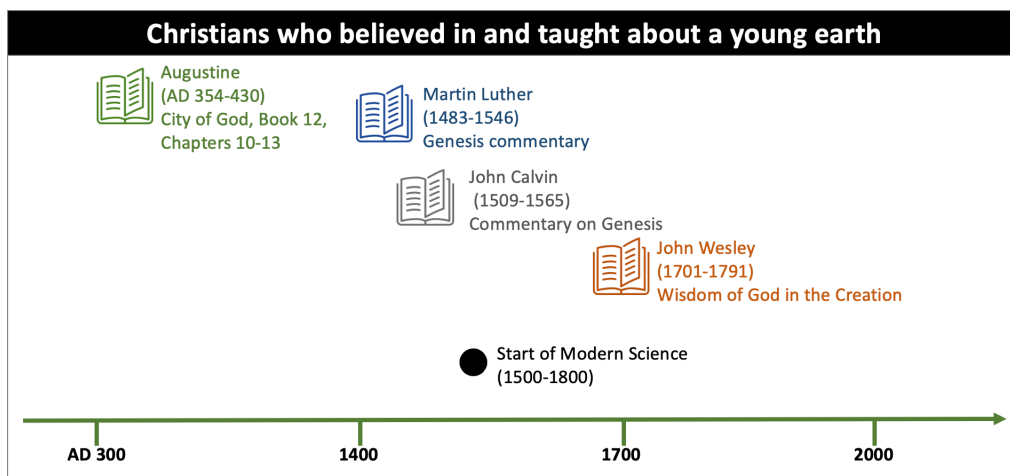 Christians who believed in and taught about a young earth
Augustine
(AD 354-430)
City of God, Book 12,
Chapters 10-13
Martin Luther
(1483-1546)
Genesis commentary
John Calvin
(1509-1565)
Commentary on Genesis
John Wesley
(1701-1791)
Wisdom of God in the Creation
Start of Modern Science
(1500-1800)
AD 300
1400
1700
2000